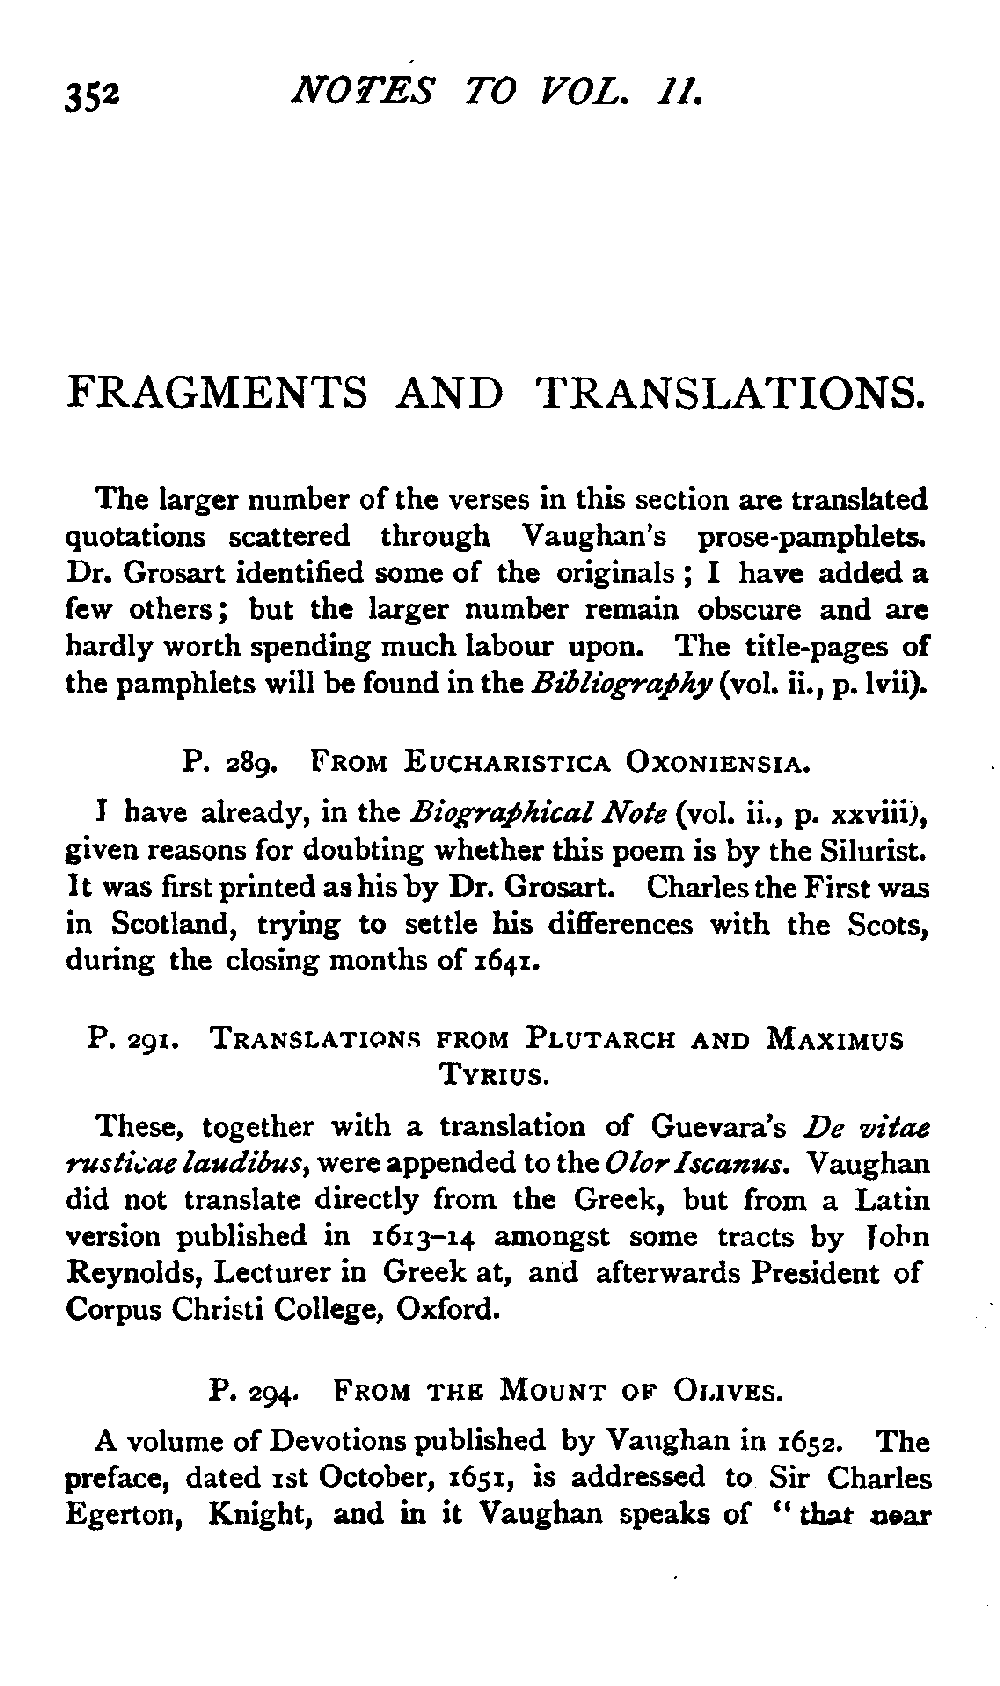 352 NOTES TO VOL. II.
FRAGMENTS AND TRANSLATIONS.
The larger number of the verses in this section are translated
quotations scattered through Vaughan's prose-pamphlets.
Dr. Grosart identified some of the originals ; I have added a
few others ; but the larger number remain obscure and are
hardly worth spending much labour upon. The title-pages of
the pamphlets will be found in the Bibliography (vol. ii., p. lvii).
P. 289. FROM EUCHARISTICA OXONIENSIA.
I have already, in the Biographical Note (vol. ii., p. xxviii),
given reasons for doubting whether this poem is by the Silurist.
It was first printed as his by Dr. Grosart. Charles the First was
in Scotland, trying to settle his differences with the Scots,
during the closing months of 1641.
P. 291. TRANSLATIONS FROM PLUTARCH AND MAXIMUS
TYRIUS.
These, together with a translation of Guevara's De vitae
rusticae laudibus, were appended to the Olor Iscanus. Vaughan
did not translate directly from the Greek, but from a Latin
version published in 1613-14 amongst some tracts by John
Reynolds, Lecturer in Greek at, and afterwards President of
Corpus Christi College, Oxford.
P. 294. FROM THE MOUNT OF OLIVES.
A volume of Devotions published by Vaughan in 1652. The
preface, dated 1st October, 1651, is addressed to Sir Charles
Egerton, Knight, and in it Vaughan speaks of " that near